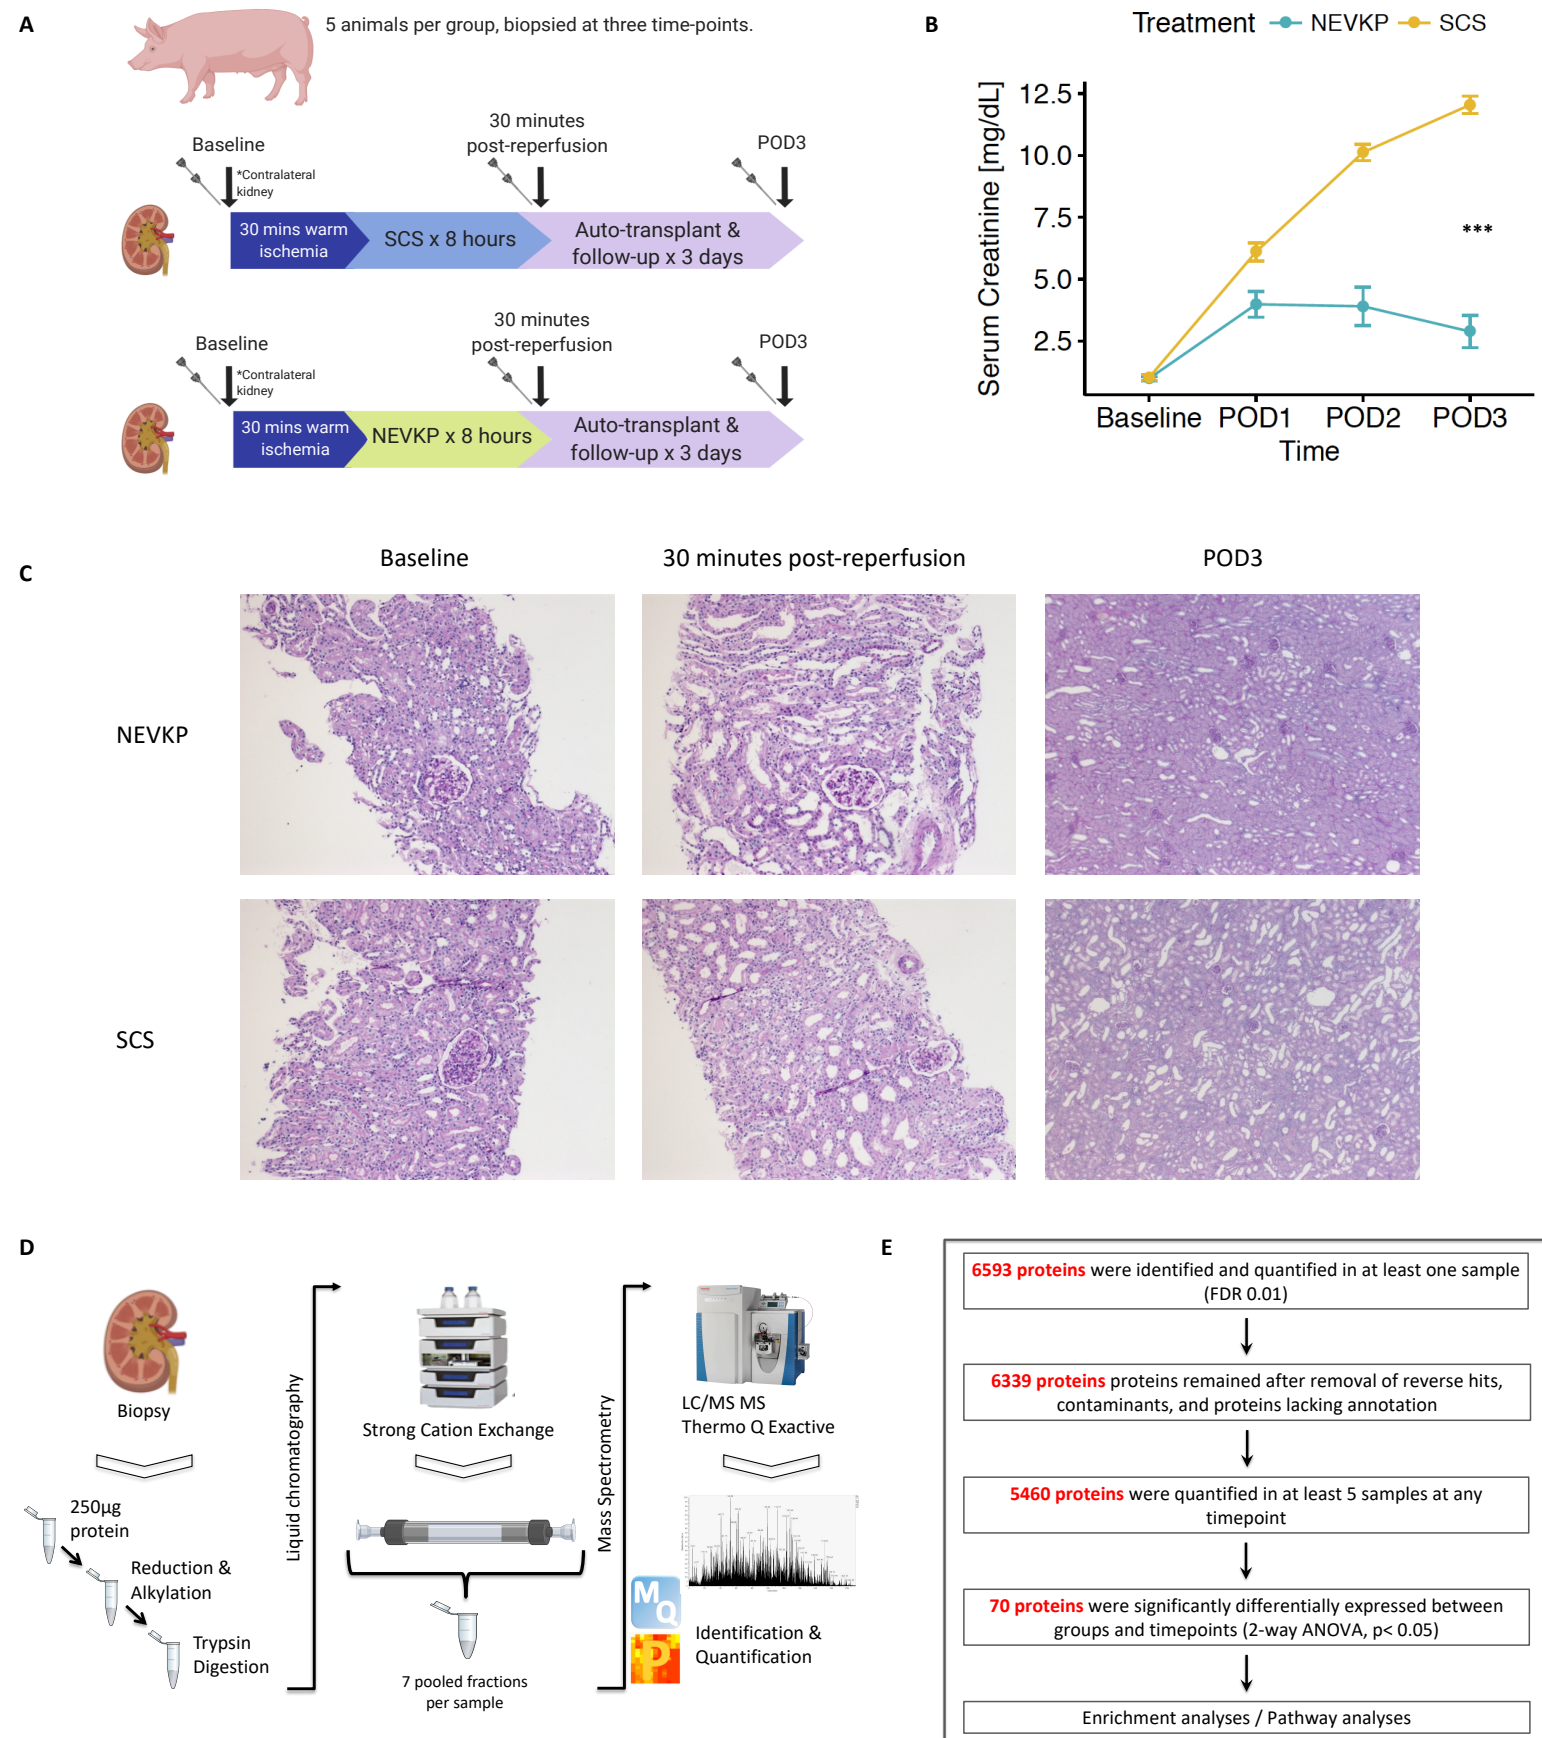 A
5 animals per group, biopsied at three time-points.
Baseline
*Contralateral
kidney
30 minutes
post-reperfusion
POD3
30 mins warm
ischemia
SCS x 8 hours
Auto-transplant &
follow-up x 3 days
Baseline
*Contralateral
kidney
30 minutes
post-reperfusion
POD3
30 mins warm
ischemia
NEVKP x 8 hours
Auto-transplant &
follow-up x 3 days
B
Treatment NEVKP SCS
Serum Creatinine [mg/dL]
12.5
10.0
7.5
5.0
2.5
***
Baseline POD1 POD2 POD3
Time
C
Baseline
30 minutes post-reperfusion
POD3
NEVKP
SCS
D
Biopsy
250µg
protein
Reduction &
Alkylation
Trypsin
Digestion
Liquid chromatography
Strong Cation Exchange
7 pooled fractions
per sample
Mass Spectrometry
LC/MS MS
Thermo Q Exactive
MQ
P
Identification &
Quantification
E
6593 proteins were identified and quantified in at least one sample
(FDR 0.01)
6339 proteins proteins remained after removal of reverse hits,
contaminants, and proteins lacking annotation
5460 proteins were quantified in at least 5 samples at any
timepoint
70 proteins were significantly differentially expressed between
groups and timepoints (2-way ANOVA, p< 0.05)
Enrichment analyses / Pathway analyses